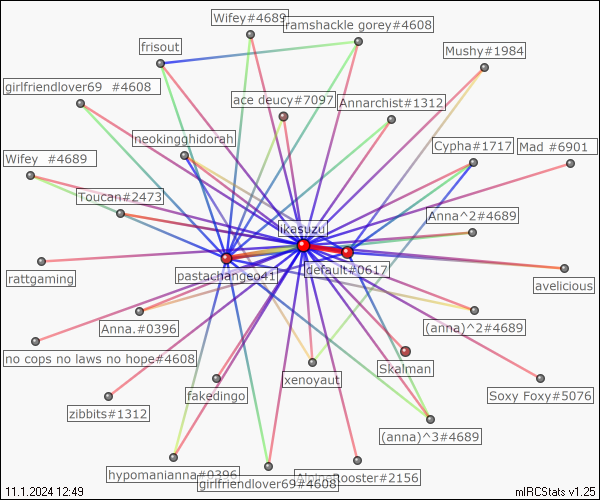 Wifey#4689
ramshackle gorey#4608
frisout
Mushy#1984
girlfriendlover69 #4608
ace deucy#7097
Annarchist#1312
neokingghidorah
Cypha#1717
Mad #6901
Wifey #4689
Toucan#2473
Anna^2#4689
ikasuzu
rattgaming
pastachangeo41
default#0617
avelicious
Anna.#0396
(anna)^2#4689
no cops no laws no hope#4608
Skalman
xenoyaut
fakedingo
Soxy Foxy#5076
zibbits#1312
(anna)^3#4689
hypomanianna#0396
AlpineRooster#2156
girlfriendlover69#4608
11.1.2024 12:49
mIRCStats v1.25